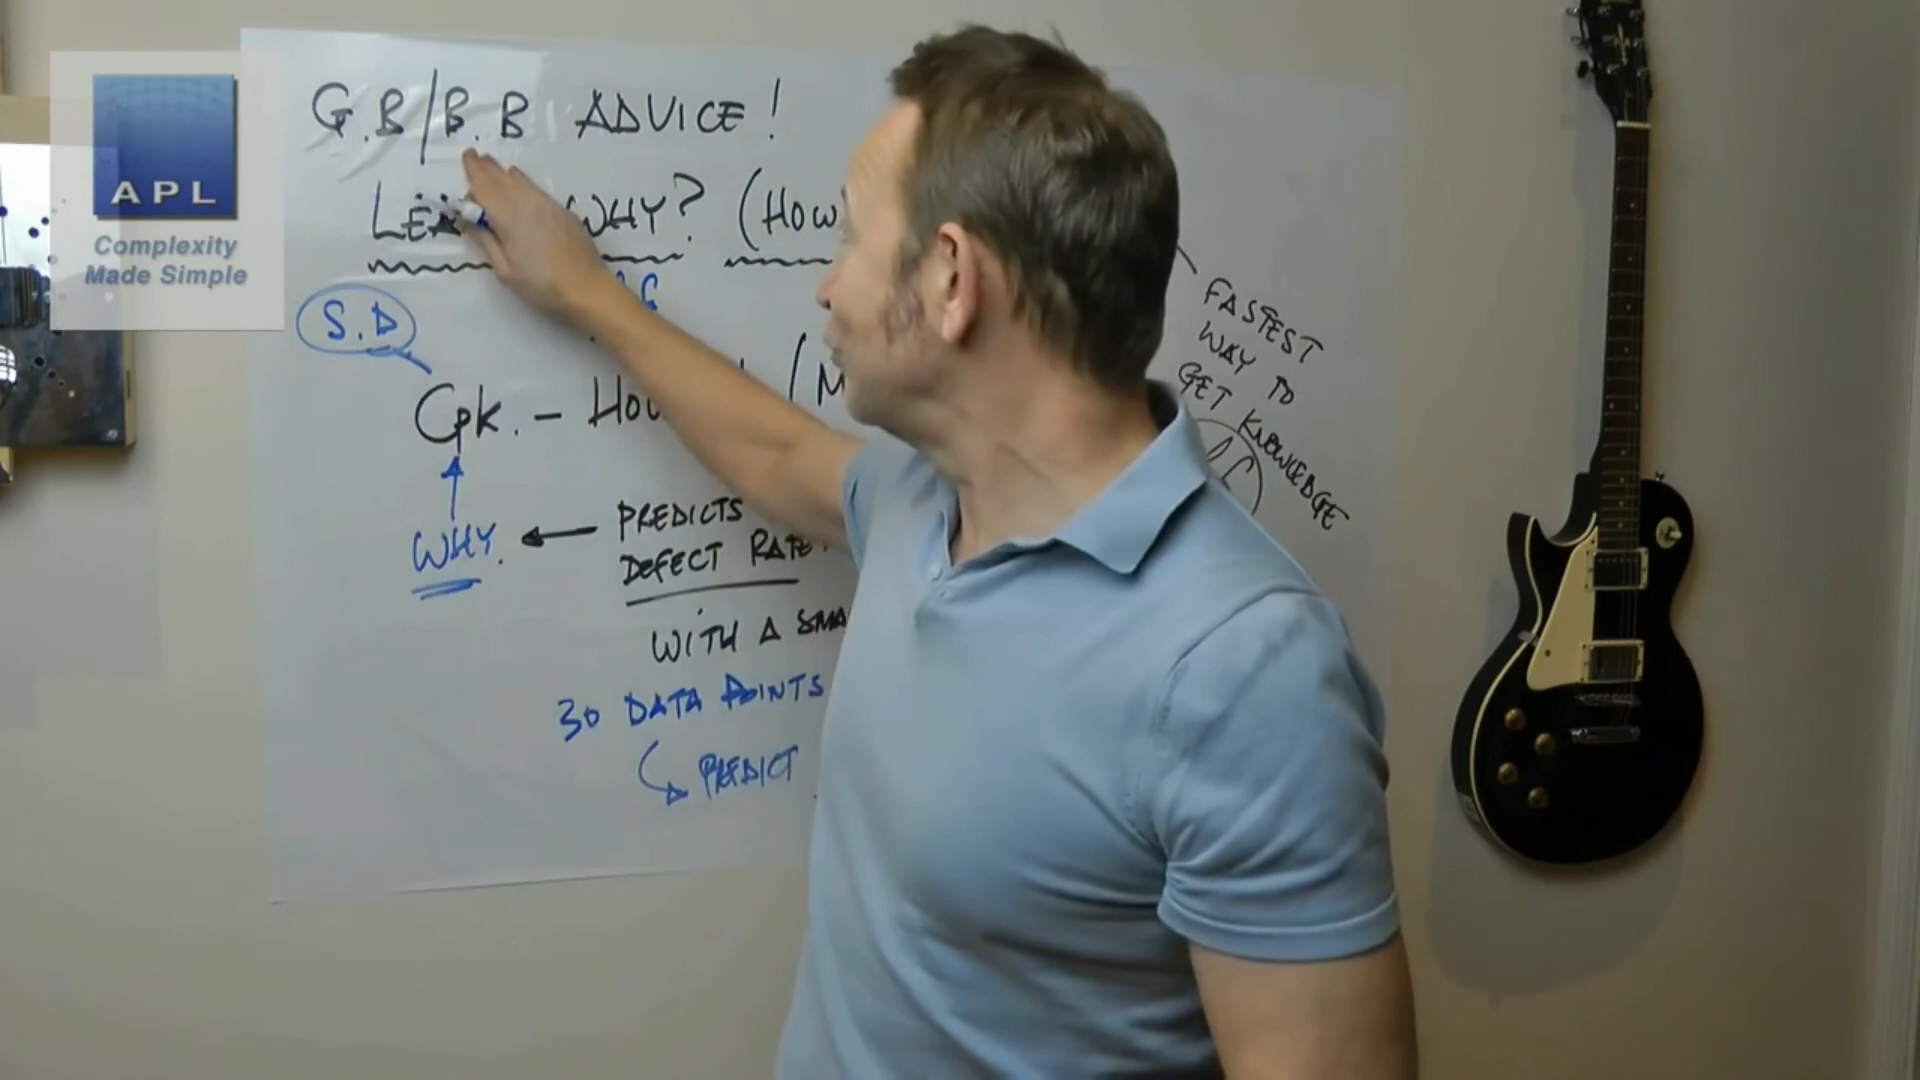 APL
Complexity
Made Simple
G.B/B.B ADVICE!
WHY? (HOW
S.D
Cpk. -
WHY.
PREDICTS
DEFECT RATE.
WITH A
30 DATA POINTS
PREDICT
FASTEST
WAY TO
GET KNOWLEDGE